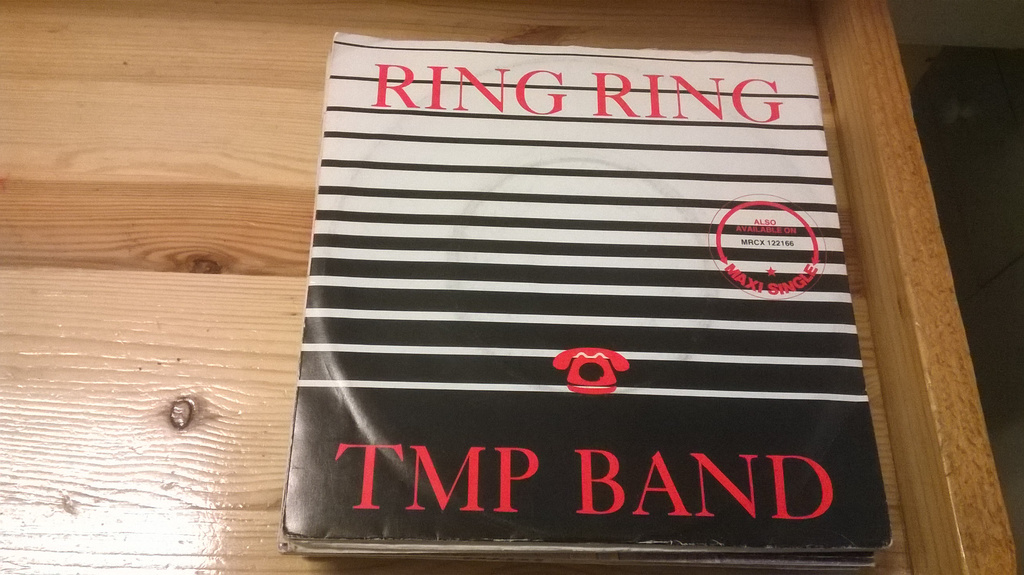 RING RING
ALSO
AVAILABLE ON
MRCX 122166
MAXI SINGLE
TMP BAND